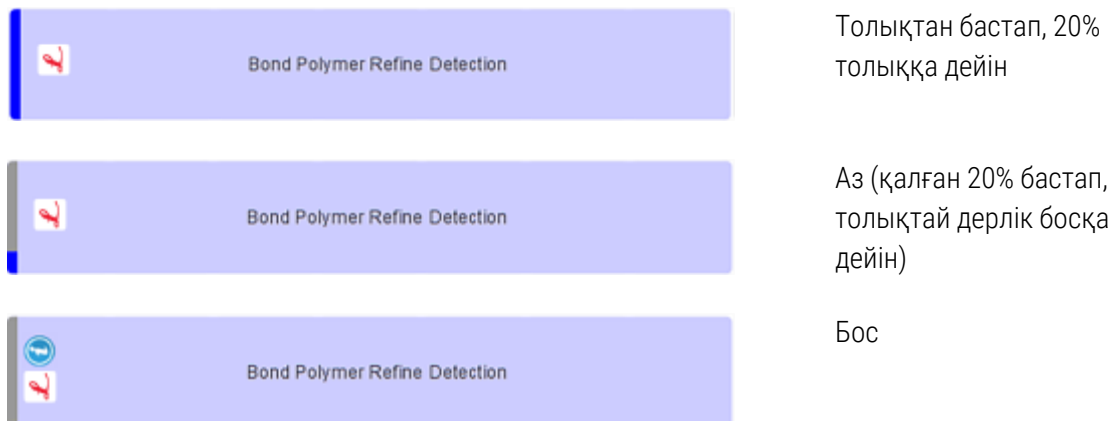 Bond Polymer Refine Detection
Толықтан бастап, 20%
толыққа дейін
Bond Polymer Refine Detection
Аз (қалған 20% бастап,
толықтай дерлік босқа
дейін)
Bond Polymer Refine Detection
Бос